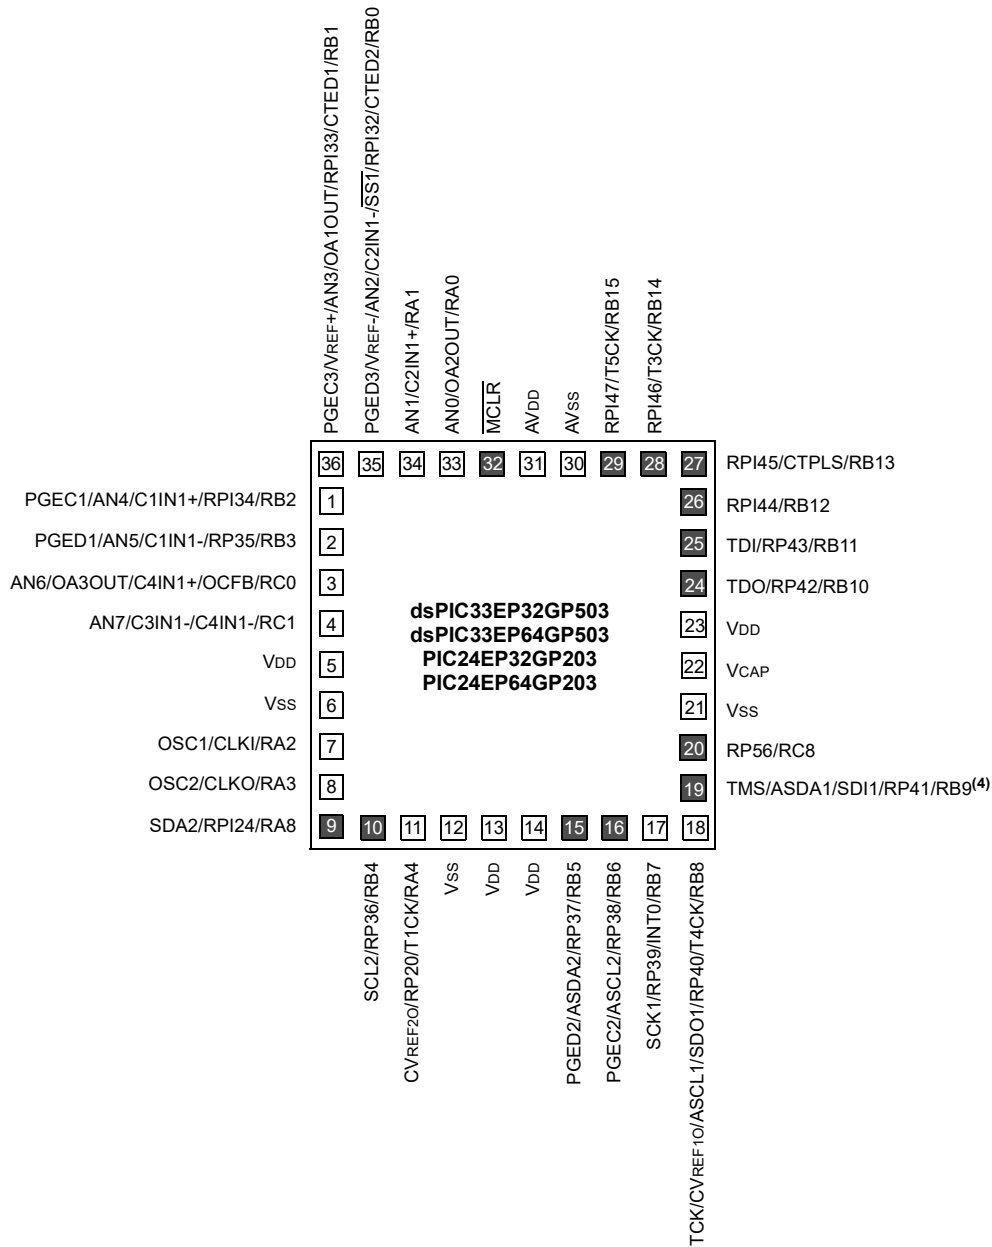 PGEC3/VREF+/AN3/OA1OUT/RPI33/CTED1/RB1
PGED3/VREF-/AN2/C2IN1-/SS1/RPI32/CTED2/RB0
AN1/C2IN1+/RA1
AN0/OA2OUT/RA0
MCLR
AVDD
AVSS
RPI47/T5CK/RB15
RPI46/T3CK/RB14
36 35 34 33 32 31 30 29 28 27
RPI45/CTPLS/RB13
PGEC1/AN4/C1IN1+/RPI34/RB2
1
26
RPI44/RB12
PGED1/AN5/C1IN1-/RP35/RB3
2
25
TDI/RP43/RB11
AN6/OA3OUT/C4IN1+/OCFB/RC0
3
24
TDO/RP42/RB10
AN7/C3IN1-/C4IN1-/RC1
4
23
VDD
dsPIC33EP32GP503
dsPIC33EP64GP503
PIC24EP32GP203
PIC24EP64GP203
VDD
5
22
VCAP
VSS
6
21
VSS
OSC1/CLKI/RA2
7
20
RP56/RC8
OSC2/CLKO/RA3
8
19
TMS/ASDA1/SDI1/RP41/RB9(4)
SDA2/RPI24/RA8
9 10 11 12 13 14 15 16 17 18
SCL2/RP36/RB4
CVREF2O/RP20/T1CK/RA4
VSS
VDD
VDD
PGED2/ASDA2/RP37/RB5
PGEC2/ASCL2/RP38/RB6
SCK1/RP39/INT0/RB7
TCK/CVREF1O/ASCL1/SDO1/RP40/T4CK/RB8